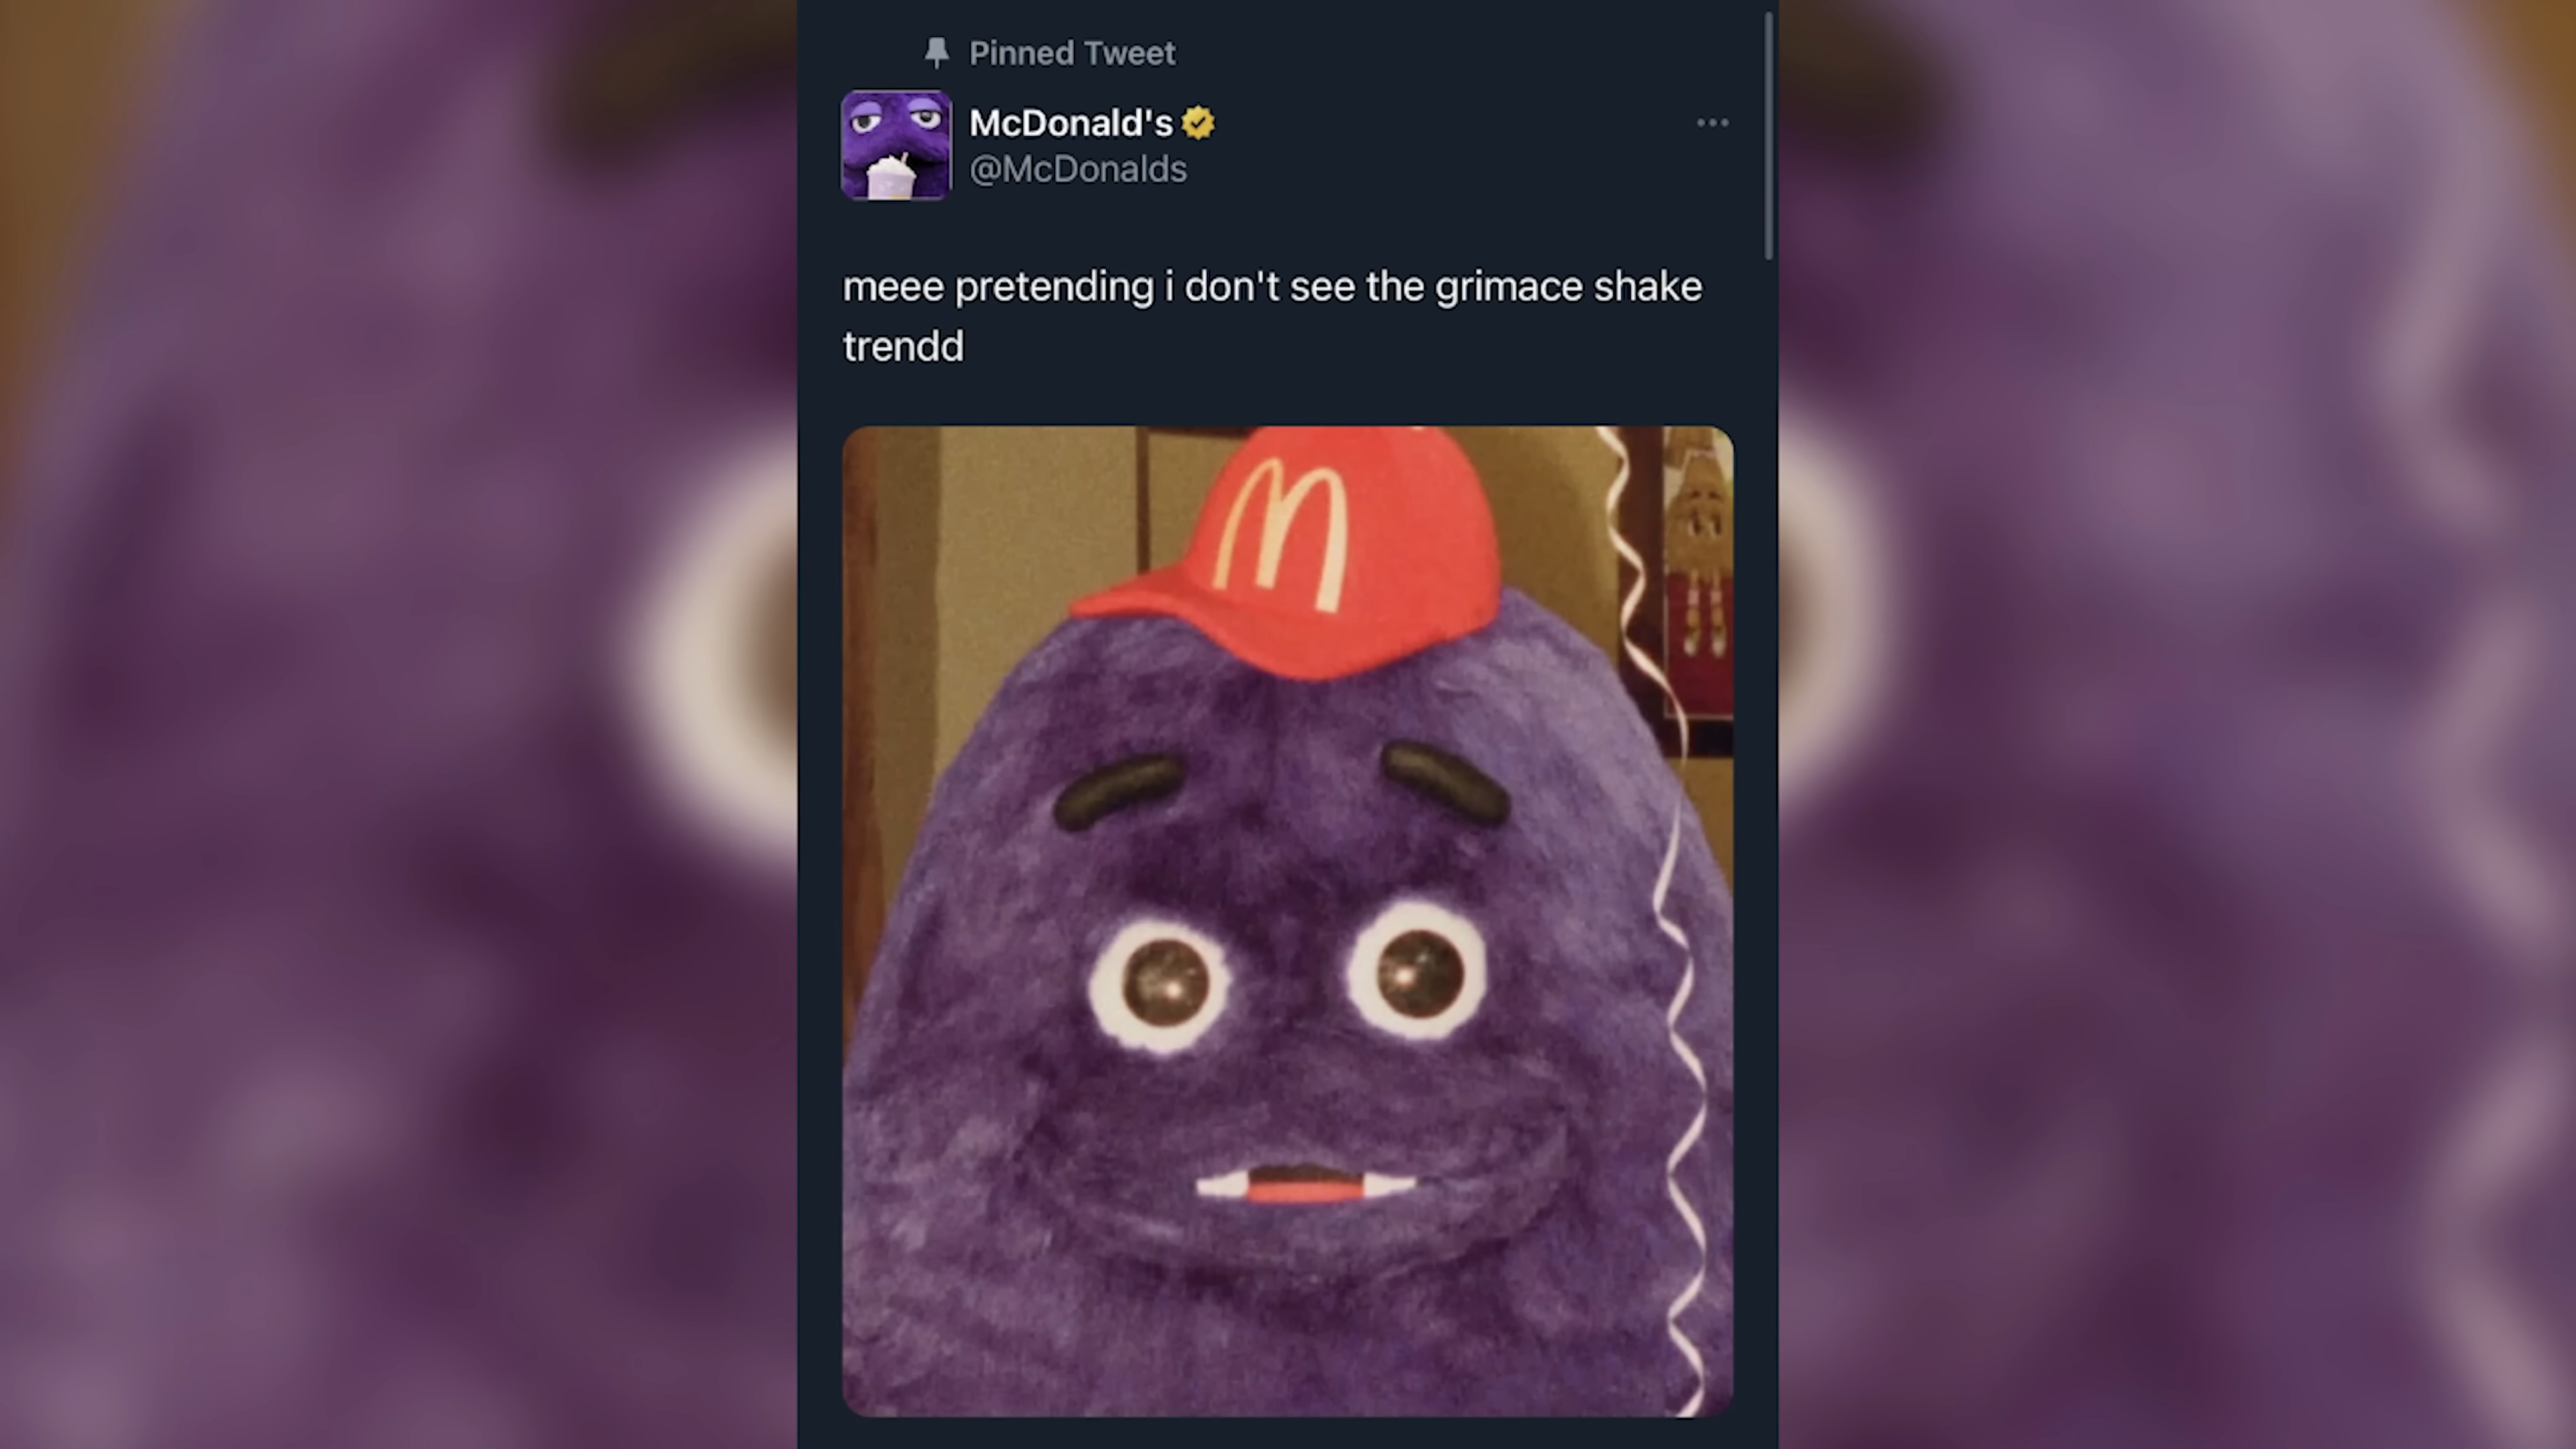 Pinned Tweet
McDonald's
@McDonalds
meee pretending i don't see the grimace shake
trendd
M